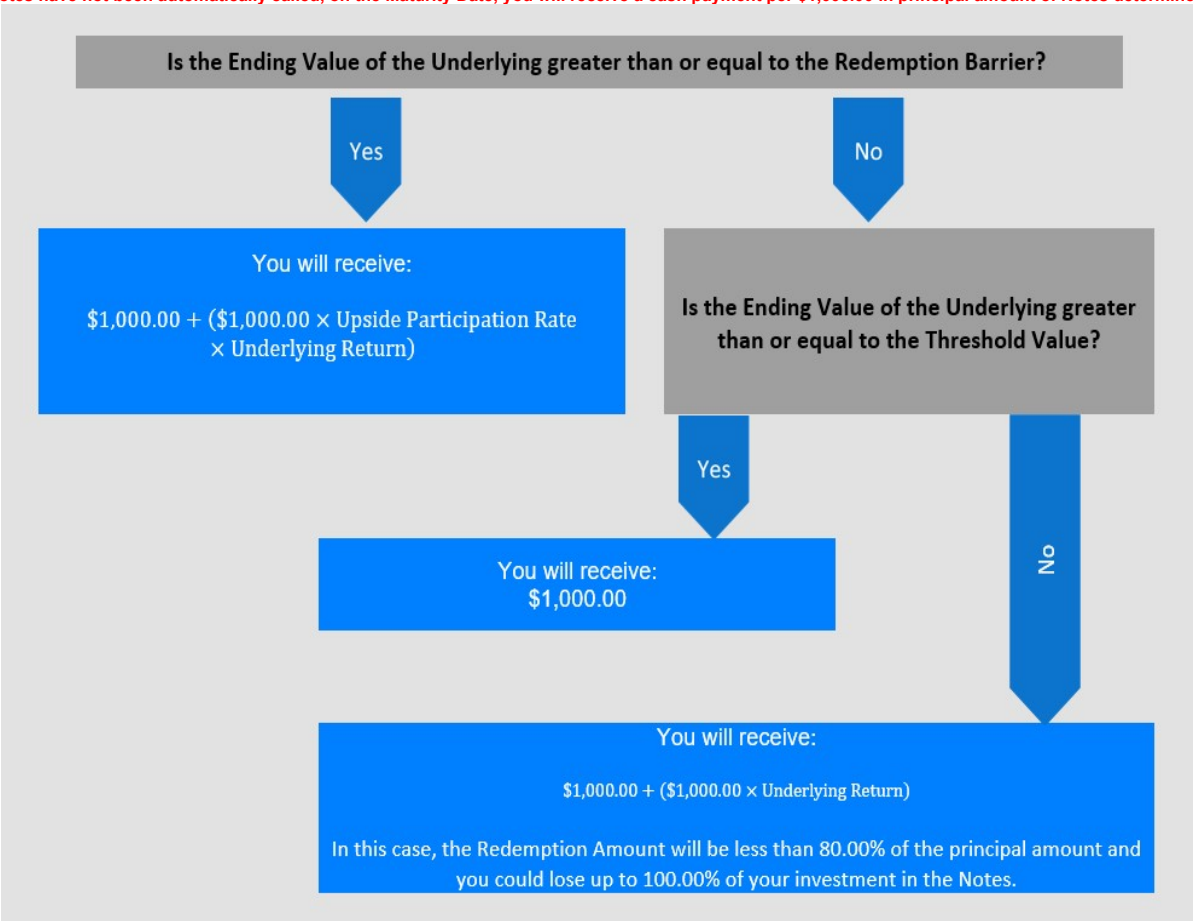 Is the Ending Value of the Underlying greater than or equal to the Redemption Barrier?
Yes
No
You will receive:
$1,000.00 + ($1,000.00 × Upside Participation Rate
× Underlying Return)
Is the Ending Value of the Underlying greater
than or equal to the Threshold Value?
Yes
No
You will receive:
$1,000.00
You will receive:
$1,000.00 + ($1,000.00 × Underlying Return)
In this case, the Redemption Amount will be less than 80.00% of the principal amount and
you could lose up to 100.00% of your investment in the Notes.